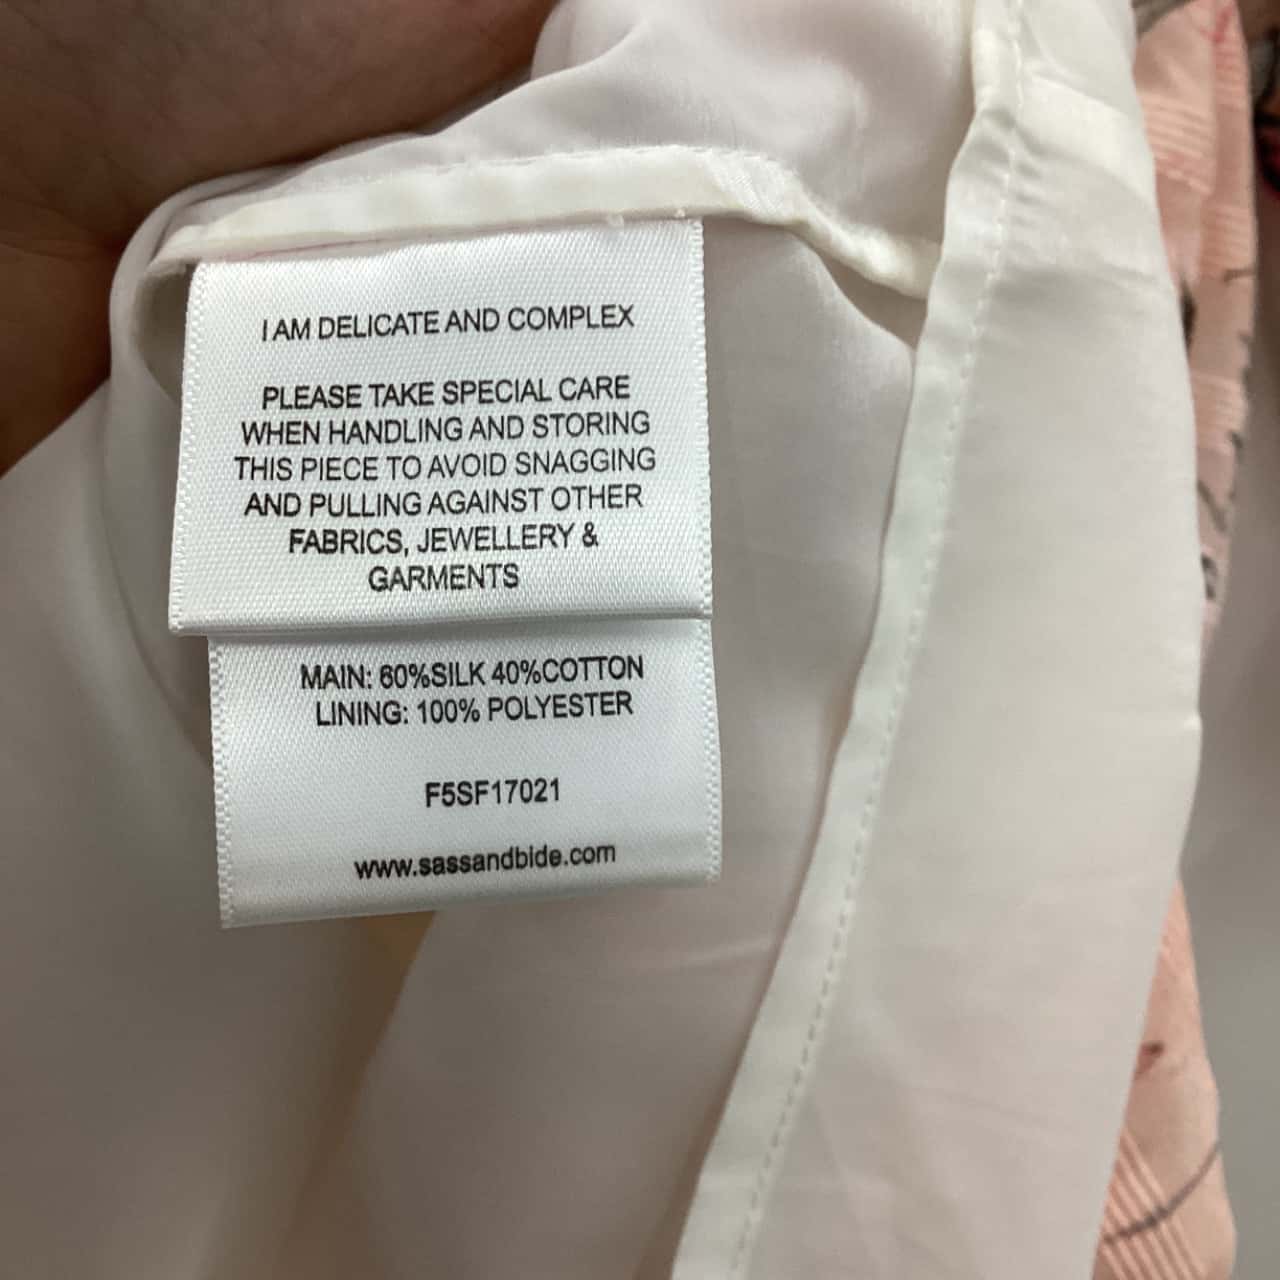 I AM DELICATE AND COMPLEX
PLEASE TAKE SPECIAL CARE
WHEN HANDLING AND STORING
THIS PIECE TO AVOID SNAGGING
AND PULLING AGAINST OTHER
FABRICS, JEWELLERY &
GARMENTS
MAIN: 60%SILK 40%COTTON
LINING: 100% POLYESTER
F5SF17021
www.sassandbide.com